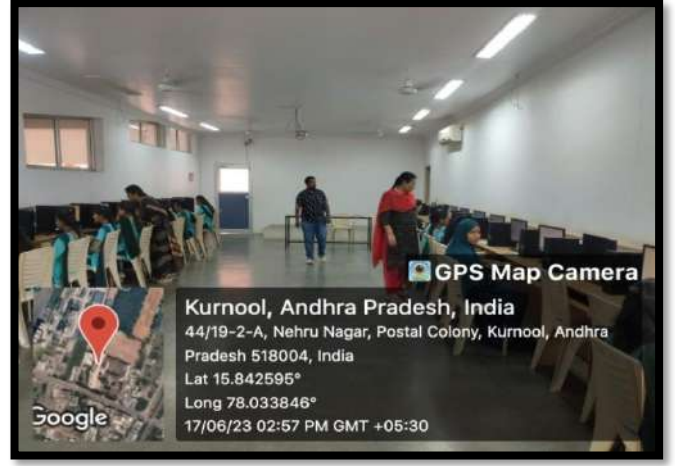 GPS Map Camera
Kurnool, Andhra Pradesh, India
44/19-2-A, Nehru Nagar, Postal Colony, Kurnool, Andhra
Pradesh 518004, India
Lat 15.842595°
Long 78.033846°
17/06/23 02:57 PM GMT +05:30
Google